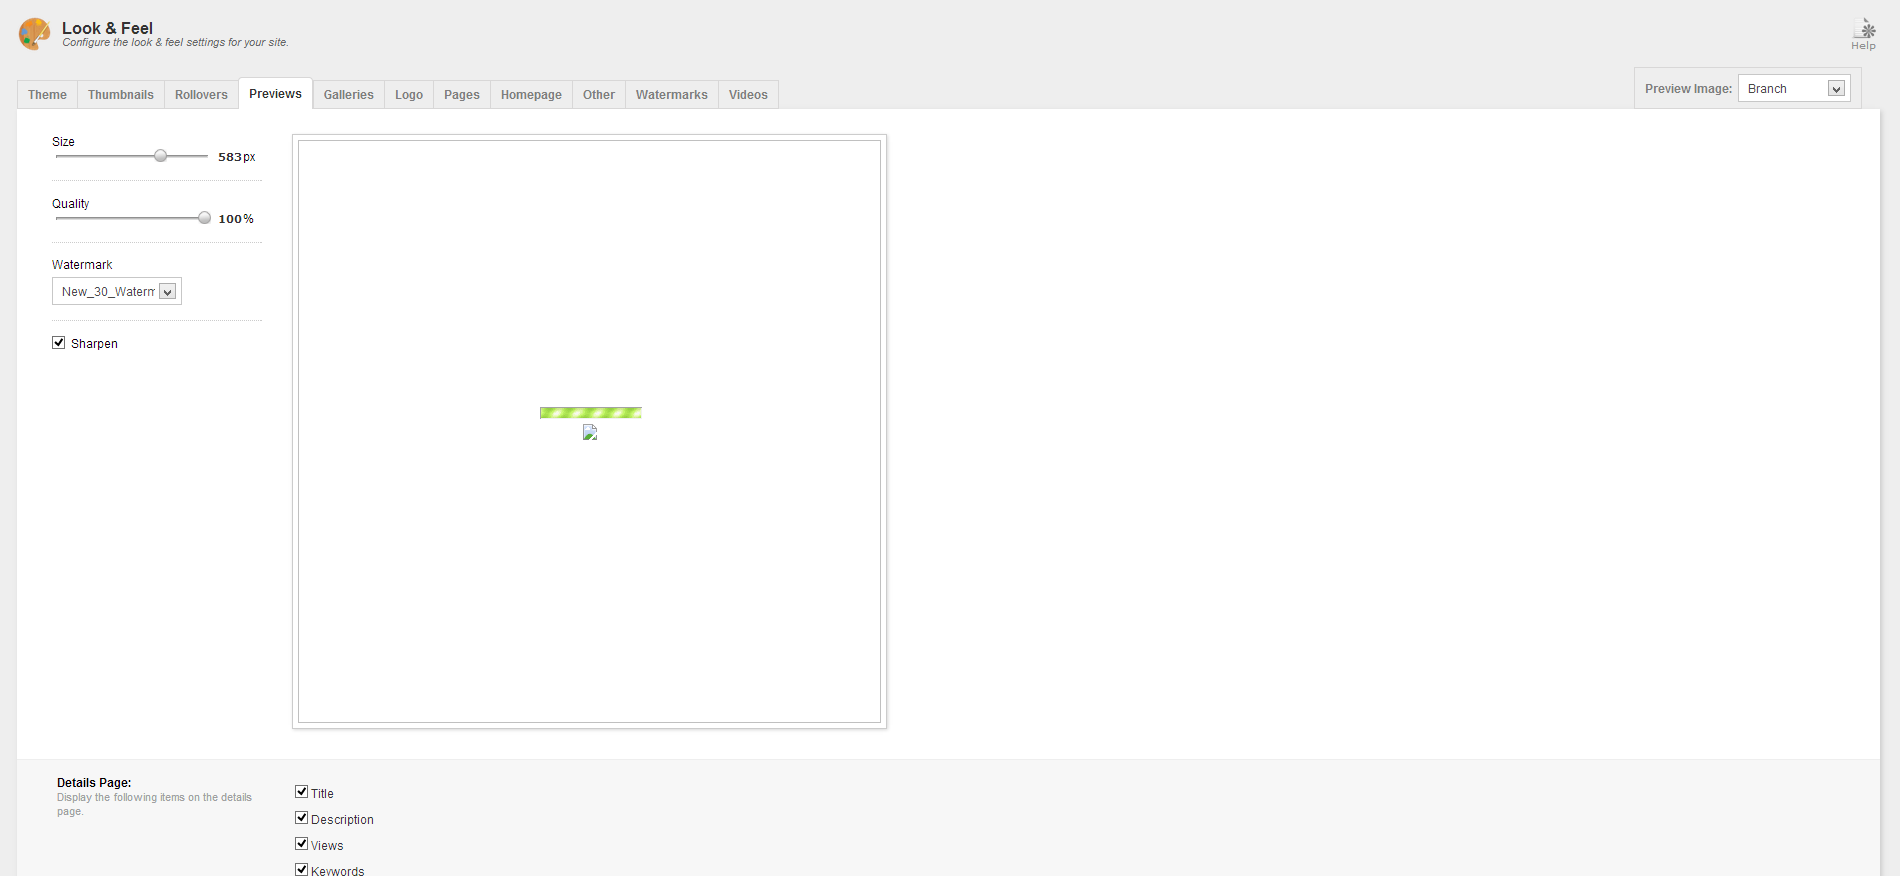 Look & Feel
Configure the look & feel settings for your site.
Help
Theme Thumbnails Rollovers Previews Galleries Logo Pages Homepage Other Watermarks Videos
Preview Image: Branch
Size
583px
Quality
100%
Watermark
New_30_Waterm
Sharpen
Details Page:
Display the following items on the details
page.
Title
Description
Views
Keywords